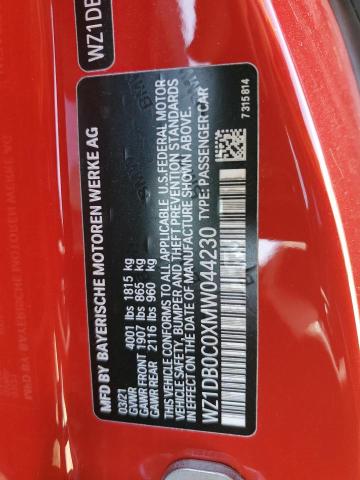 MFD BY BAYERISCHE MOTOREN WERKE AG
03/21
GVWR 4007 lbs 1815 kg
GAWR FRONT 1907 lbs 865 kg
GAWR REAR 2116 lbs 960 kg
THIS VEHICLE CONFORMS TO ALL APPLICABLE U.S.FEDERAL MOTOR
VEHICLE SAFETY, BUMPER, AND THEFT PREVENTION STANDARDS
IN EFFECT ON THE DATE OF MANUFACTURE SHOWN ABOVE.
WZ1DB0C0XMW044230 TYPE: PASSENGER CAR
7315814
WZ1DB